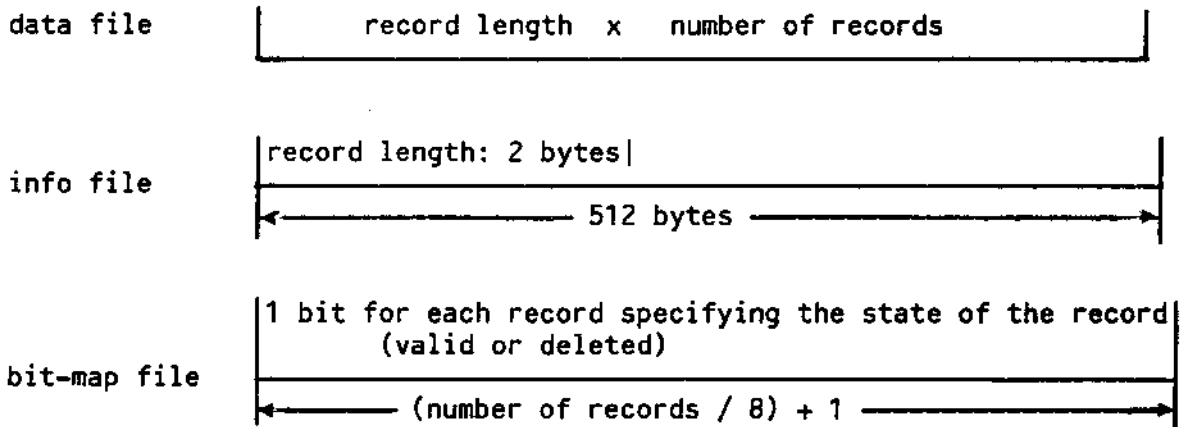 data file
record length x number of records
record length: 2 bytes|
info file
512 bytes
1 bit for each record specifying the state of the record
(valid or deleted)
bit-map file
(number of records / 8) + 1